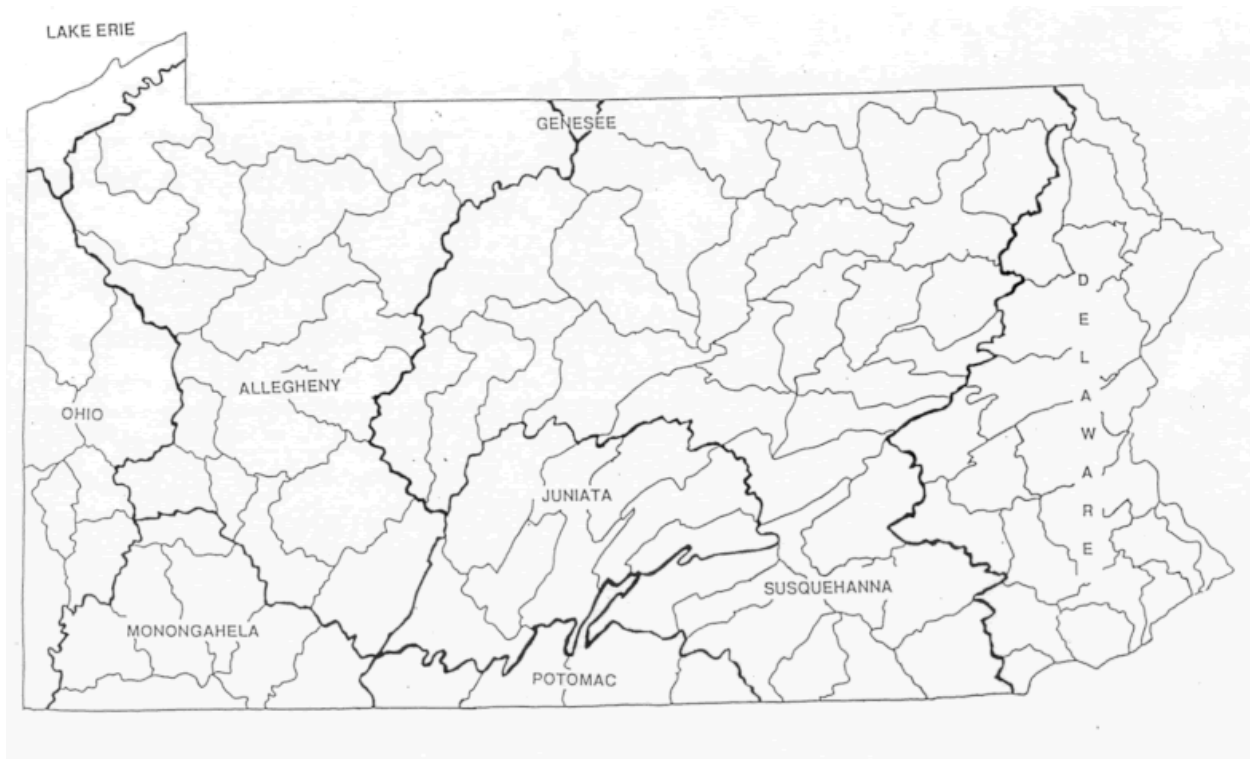 LAKE ERIE
GENESEE
ALLEGHENY
OHIO
DELAWARE
JUNIATA
SUSQUEHANNA
MONONGAHELA
POTOMAC